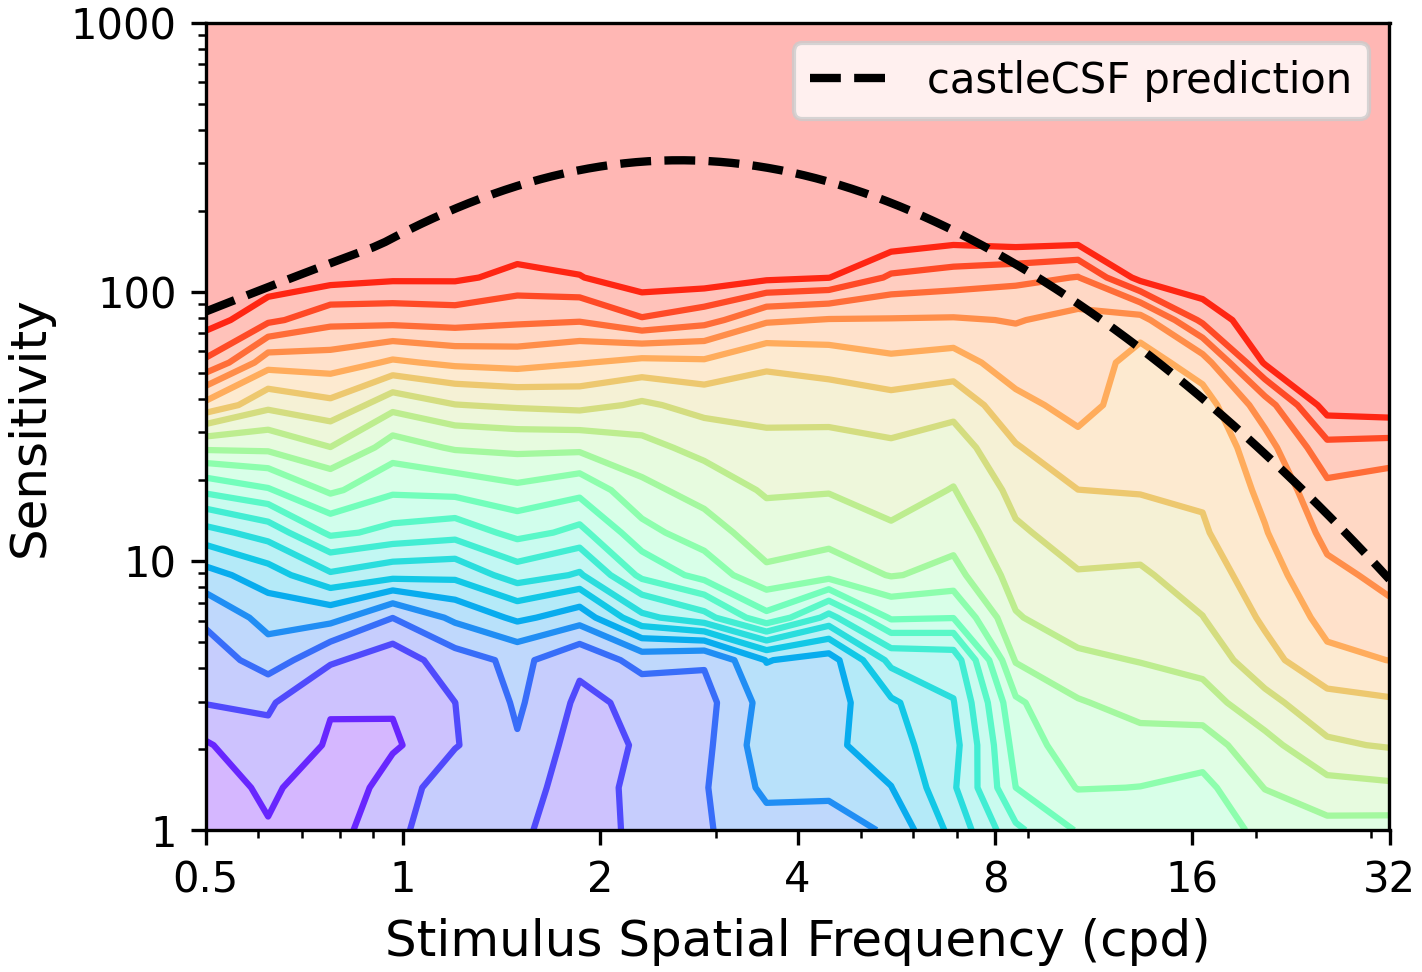 1000
100
10
1
Sensitivity
castleCSF prediction
0.5 1 2 4 8 16 32
Stimulus Spatial Frequency (cpd)